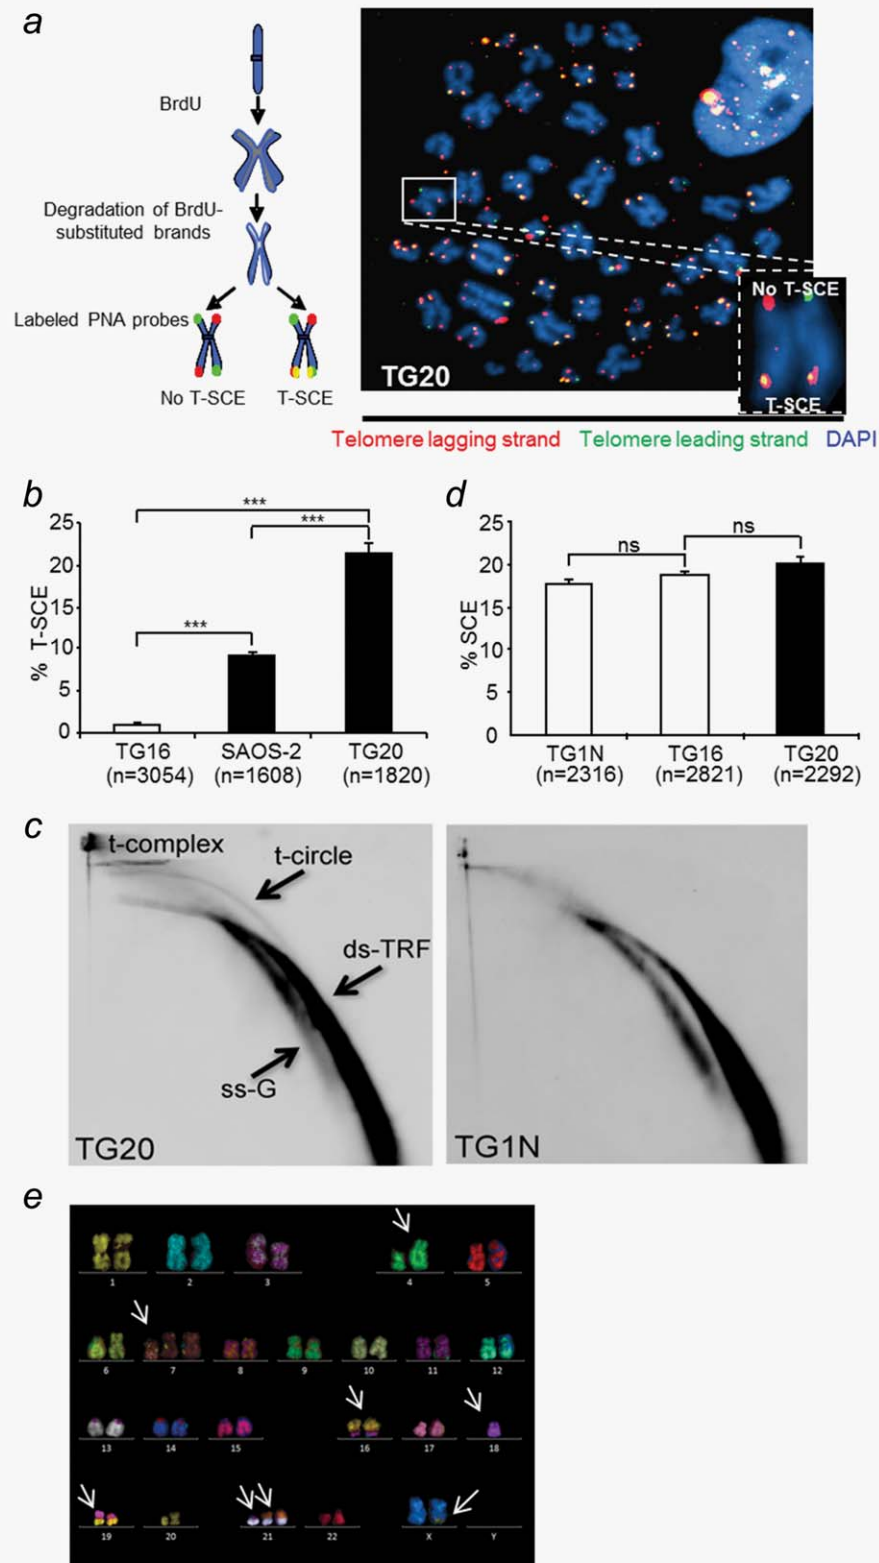 a
BrdU
Degradation of BrdU-
substituted brands
Labeled PNA probes
No T-SCE
T-SCE
TG20
No T-SCE
T-SCE
Telomere lagging strand Telomere leading strand DAPI
b
% T-SCE
25
20
15
10
5
0
***
***
***
TG16 SAOS-2 TG20
(n=3054) (n=1608) (n=1820)
d
% SCE
25
20
15
10
5
0
ns
ns
TG1N TG16 TG20
(n=2316) (n=2821) (n=2292)
c
t-complex
t-circle
ds-TRF
ss-G
TG20
TG1N
e
1 2 3 4 5
6 7 8 9 10 11 12
13 14 15 16 17 18
19 20 21 22 X Y